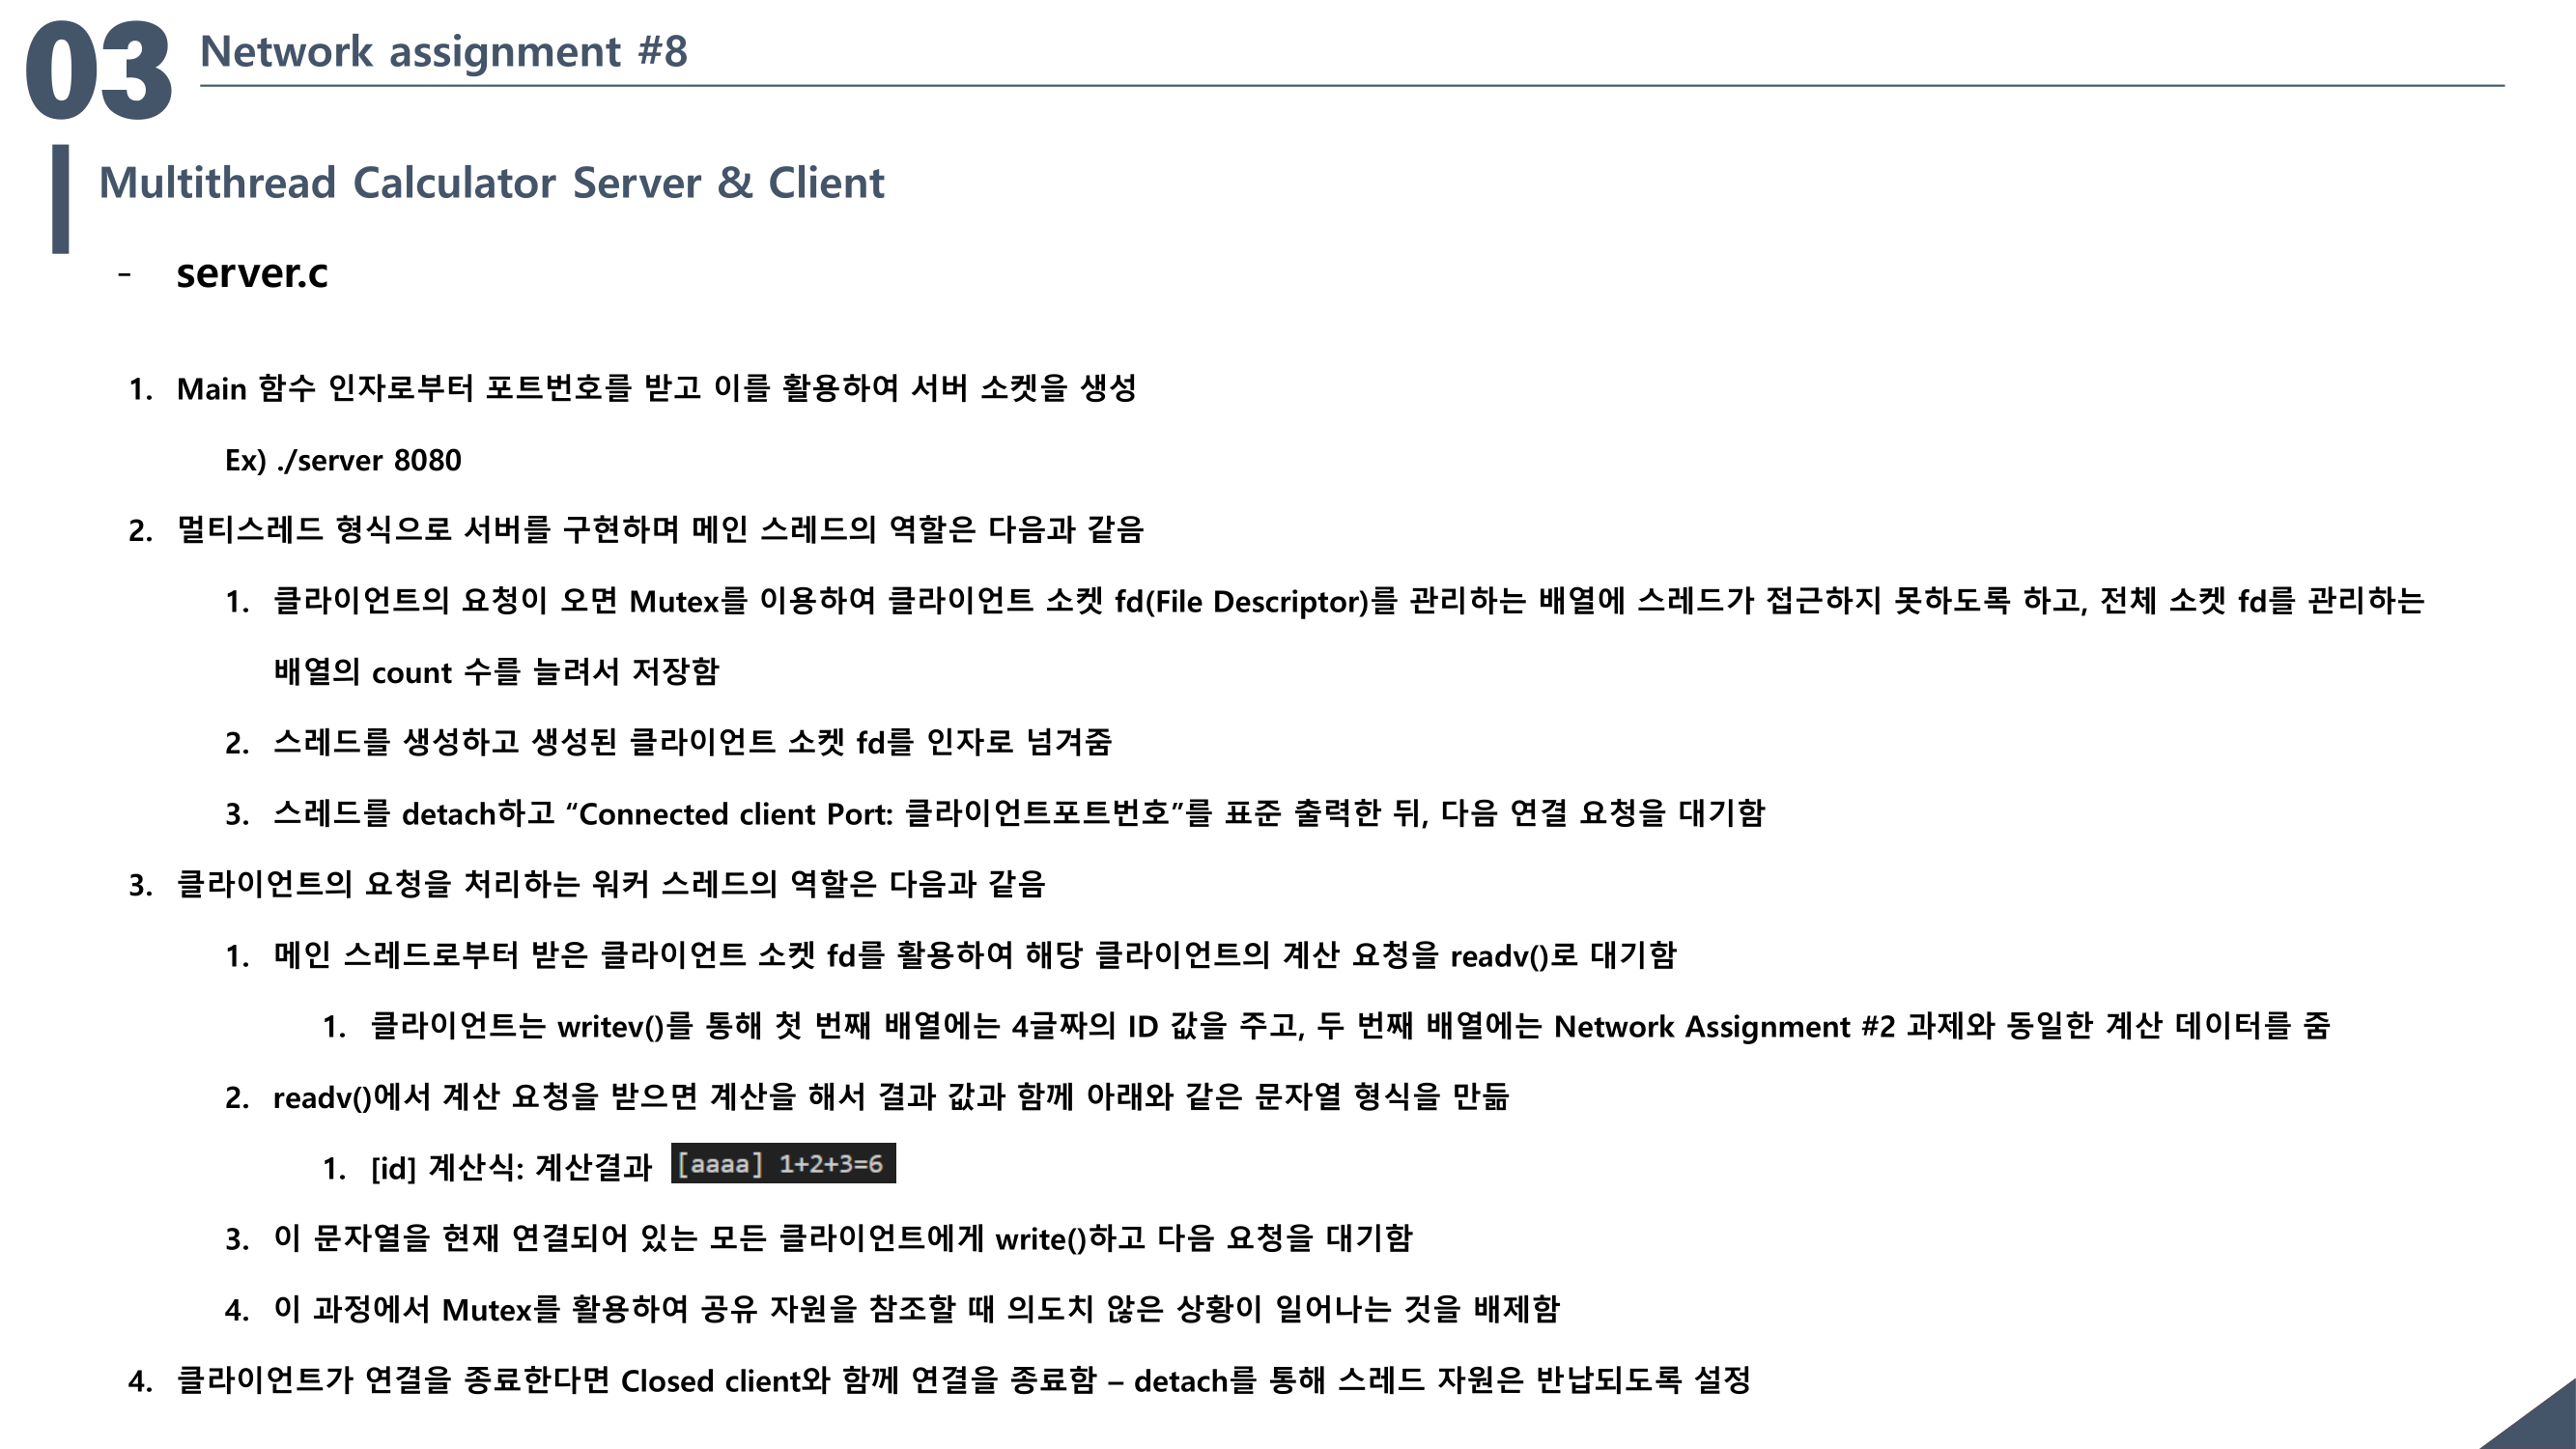 03 Network assignment #8
Multithread Calculator Server & Client
- server.c
1. Main 함수 인자로부터 포트번호를 받고 이를 활용하여 서버 소켓을 생성
Ex) ./server 8080
2. 멀티스레드 형식으로 서버를 구현하며 메인 스레드의 역할은 다음과 같음
1. 클라이언트의 요청이 오면 Mutex를 이용하여 클라이언트 소켓 fd(File Descriptor)를 관리하는 배열에 스레드가 접근하지 못하도록 하고, 전체 소켓 fd를 관리하는
배열의 count 수를 늘려서 저장함
2. 스레드를 생성하고 생성된 클라이언트 소켓 fd를 인자로 넘겨줌
3. 스레드를 detach하고 “Connected client Port: 클라이언트포트번호”를 표준 출력한 뒤, 다음 연결 요청을 대기함
3. 클라이언트의 요청을 처리하는 워커 스레드의 역할은 다음과 같음
1. 메인 스레드로부터 받은 클라이언트 소켓 fd를 활용하여 해당 클라이언트의 계산 요청을 readv()로 대기함
1. 클라이언트는 writev()를 통해 첫 번째 배열에는 4글짜의 ID 값을 주고, 두 번째 배열에는 Network Assignment #2 과제와 동일한 계산 데이터를 줌
2. readv()에서 계산 요청을 받으면 계산을 해서 결과 값과 함께 아래와 같은 문자열 형식을 만듦
1. [id] 계산식: 계산결과 [aaaa] 1+2+3=6
3. 이 문자열을 현재 연결되어 있는 모든 클라이언트에게 write()하고 다음 요청을 대기함
4. 이 과정에서 Mutex를 활용하여 공유 자원을 참조할 때 의도치 않은 상황이 일어나는 것을 배제함
4. 클라이언트가 연결을 종료한다면 Closed client와 함께 연결을 종료함 – detach를 통해 스레드 자원은 반납되도록 설정